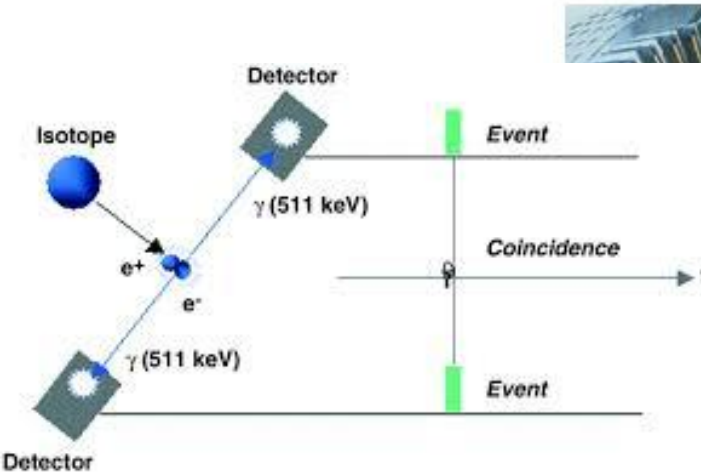 Detector
Isotope
Event
γ (511 keV)
Coincidence
e+
e-
γ (511 keV)
Event
Detector